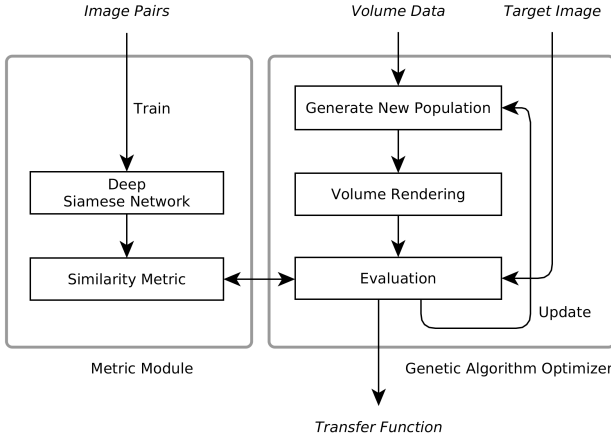 Image Pairs
Volume Data
Target Image
Train
Generate New Population
Deep
Siamese Network
Volume Rendering
Similarity Metric
Evaluation
Update
Metric Module
Genetic Algorithm Optimizer
Transfer Function